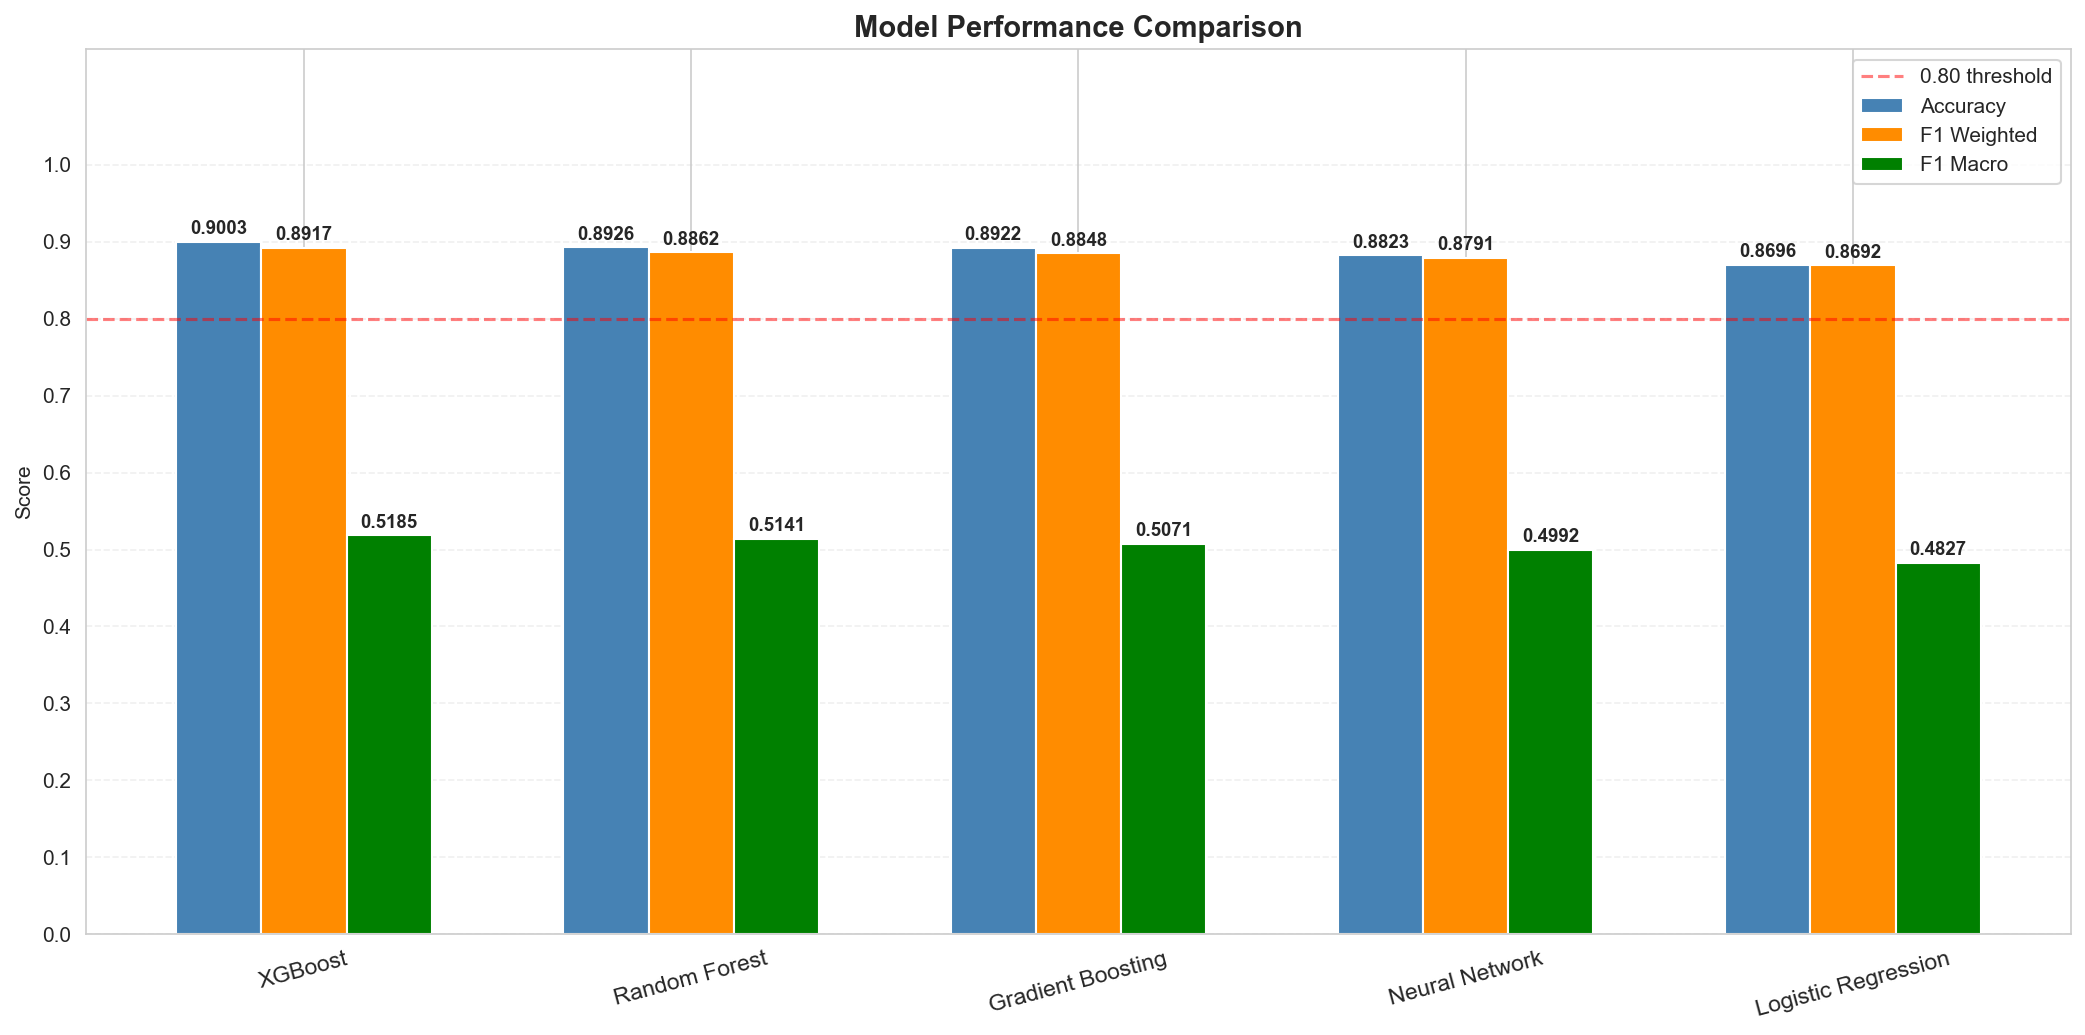 Model Performance Comparison
0.80 threshold
Accuracy
F1 Weighted
F1 Macro
Score
1.0
0.9
0.8
0.7
0.6
0.5
0.4
0.3
0.2
0.1
0.0
0.9003
0.8917
0.5185
0.8926
0.8862
0.5141
0.8922
0.8848
0.5071
0.8823
0.8791
0.4992
0.8696
0.8692
0.4827
XGBoost
Random Forest
Gradient Boosting
Neural Network
Logistic Regression